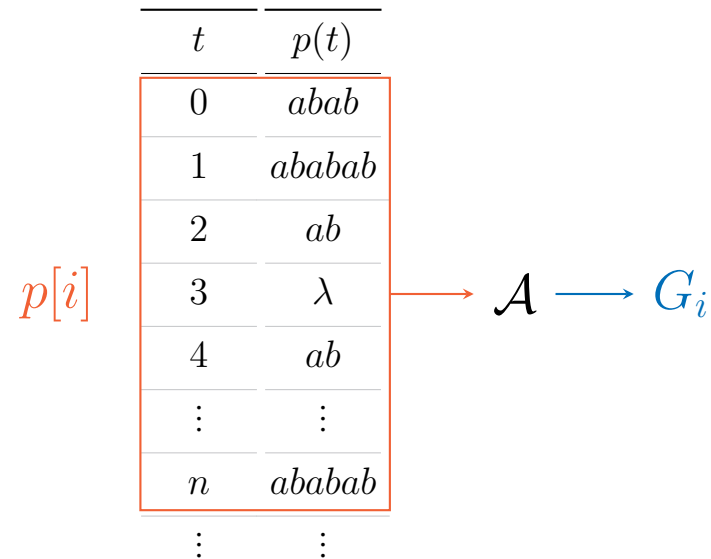 t p(t)
0 abab
1 ababab
2 ab
p[i] 3 λ 𝒜 G_i
4 ab
⋮ ⋮
n ababab
⋮ ⋮